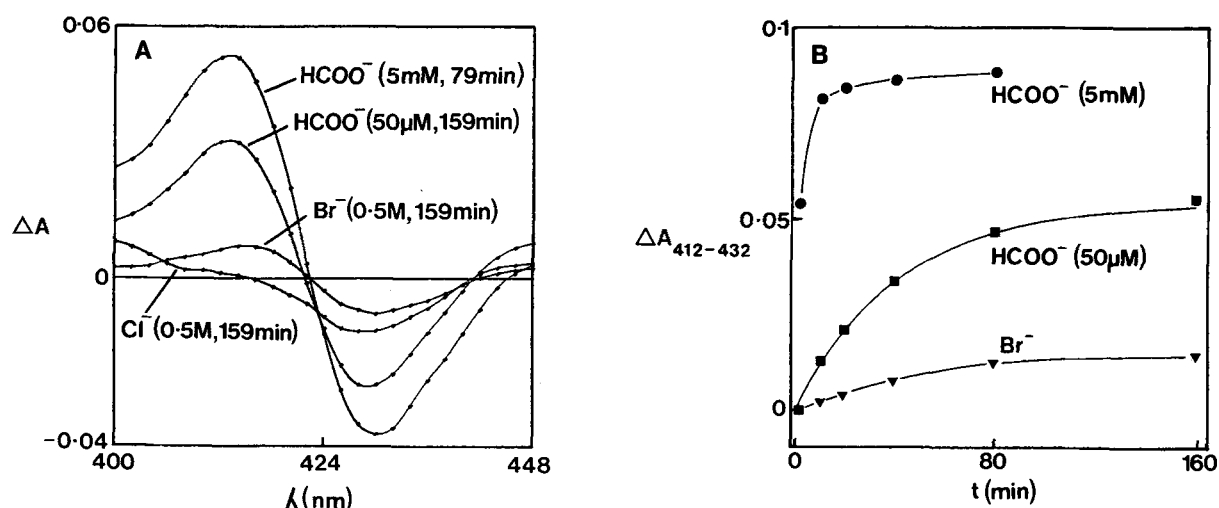 0·06
A
HCOO⁻ (5mM, 79min)
HCOO⁻ (50µM, 159min)
Br⁻ (0·5M, 159min)
ΔA
0
Cl⁻ (0·5M, 159min)
-0·04
400
424
448
λ (nm)
0·1
B
HCOO⁻ (5mM)
0·05
ΔA412-432
HCOO⁻ (50µM)
Br⁻
0
0
80
160
t (min)